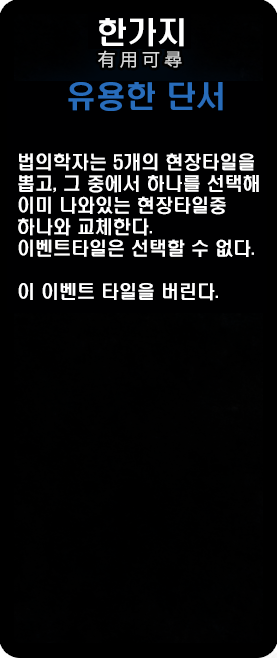 한가지
有用可尋
유용한 단서
법의학자는 5개의 현장타일을
뽑고, 그 중에서 하나를 선택해
이미 나와있는 현장타일중
하나와 교체한다.
이벤트타일은 선택할 수 없다.
이 이벤트 타일을 버린다.